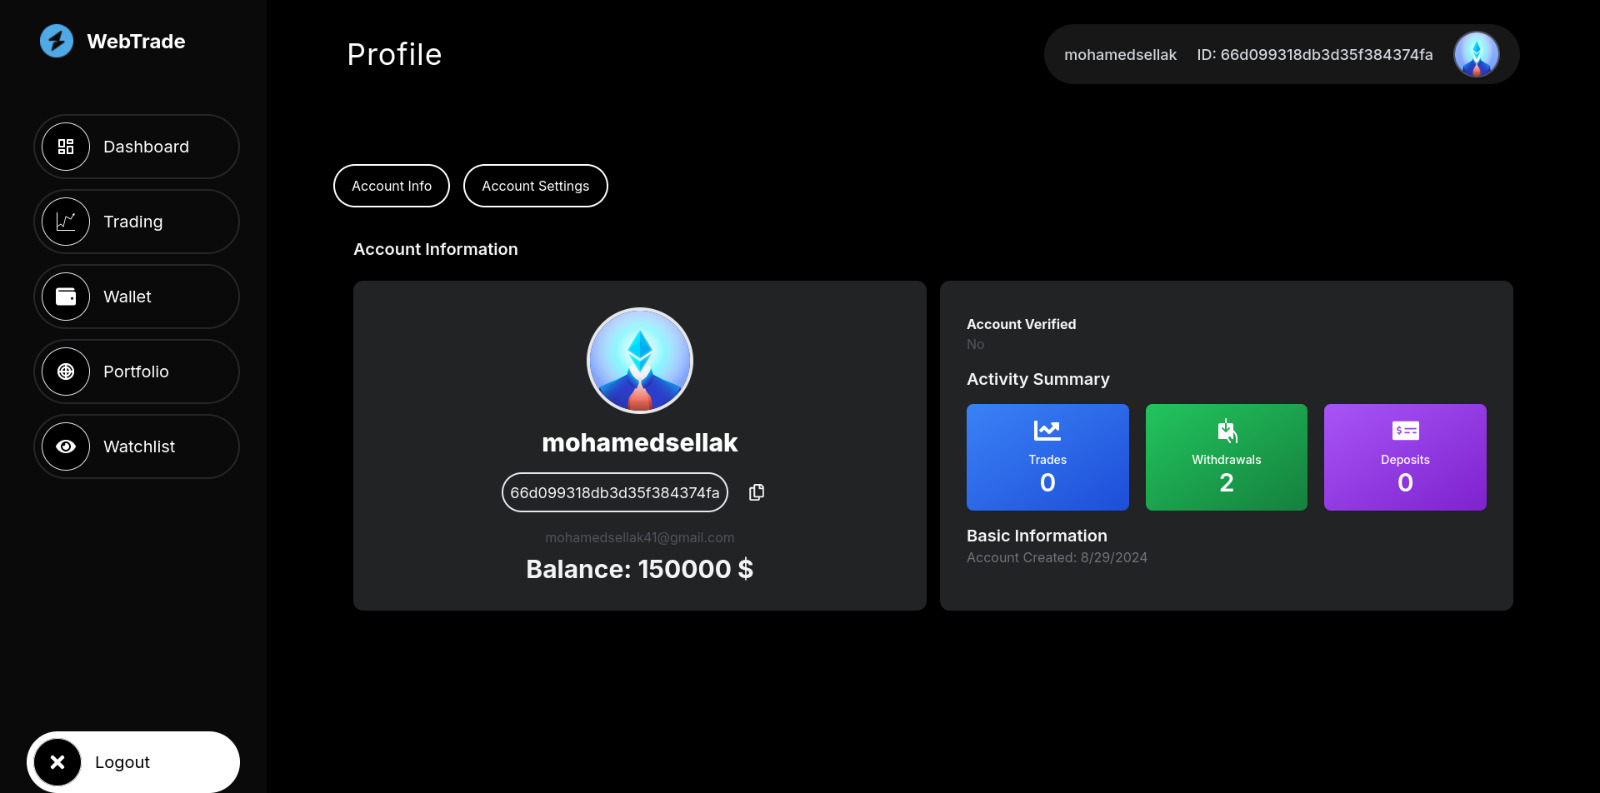 WebTrade
Dashboard
Trading
Wallet
Portfolio
Watchlist
Logout
Profile
mohamedsellak ID: 66d099318db3d35f384374fa
Account Info Account Settings
Account Information
mohamedsellak
66d099318db3d35f384374fa
mohamedsellak41@gmail.com
Balance: 150000 $
Account Verified
No
Activity Summary
Trades
0
Withdrawals
2
Deposits
0
Basic Information
Account Created: 8/29/2024